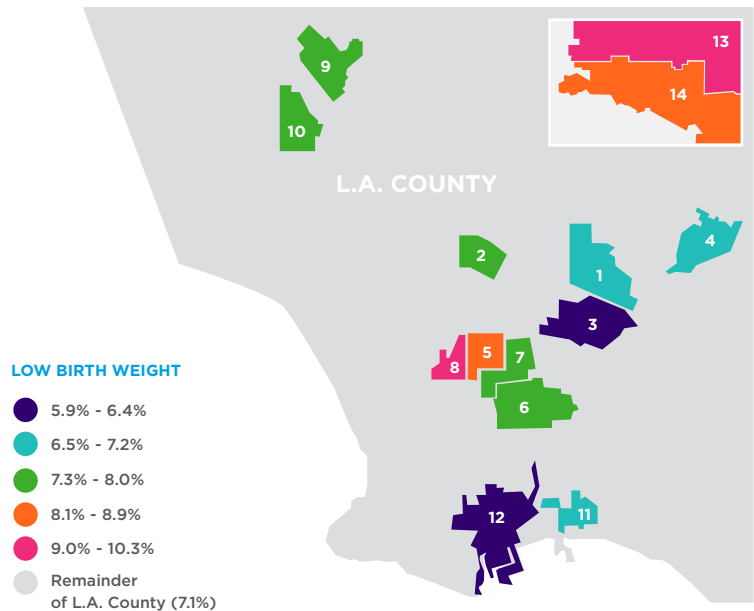 9
13
14
10
L.A. COUNTY
4
2
1
3
5
7
8
6
LOW BIRTH WEIGHT
5.9% - 6.4%
6.5% - 7.2%
7.3% - 8.0%
8.1% - 8.9%
9.0% - 10.3%
Remainder
of L.A. County (7.1%)
12
11